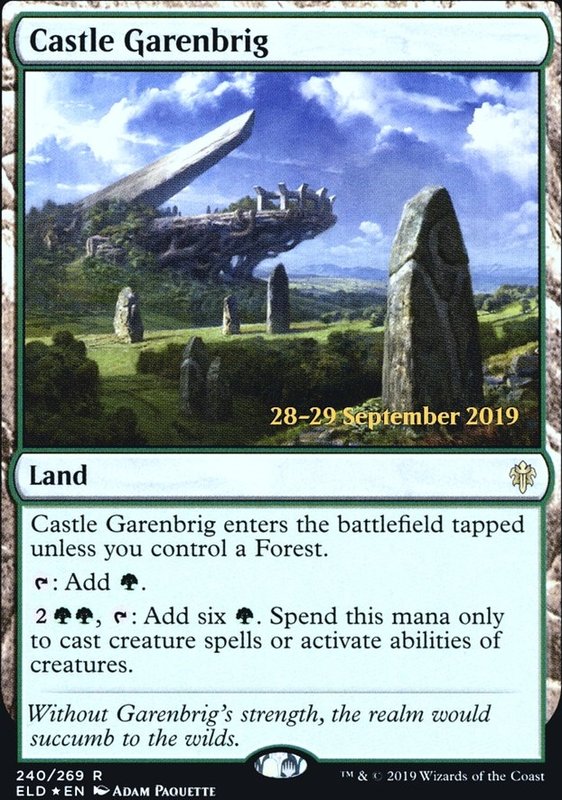 Castle Garenbrig
28–29 September 2019
Land
Castle Garenbrig enters the battlefield tapped
unless you control a Forest.
: Add .
2 , : Add six . Spend this mana only
to cast creature spells or activate abilities of
creatures.
Without Garenbrig's strength, the realm would
succumb to the wilds.
240/269 R
ELD ★ EN Adam Paquette
™ & © 2019 Wizards of the Coast